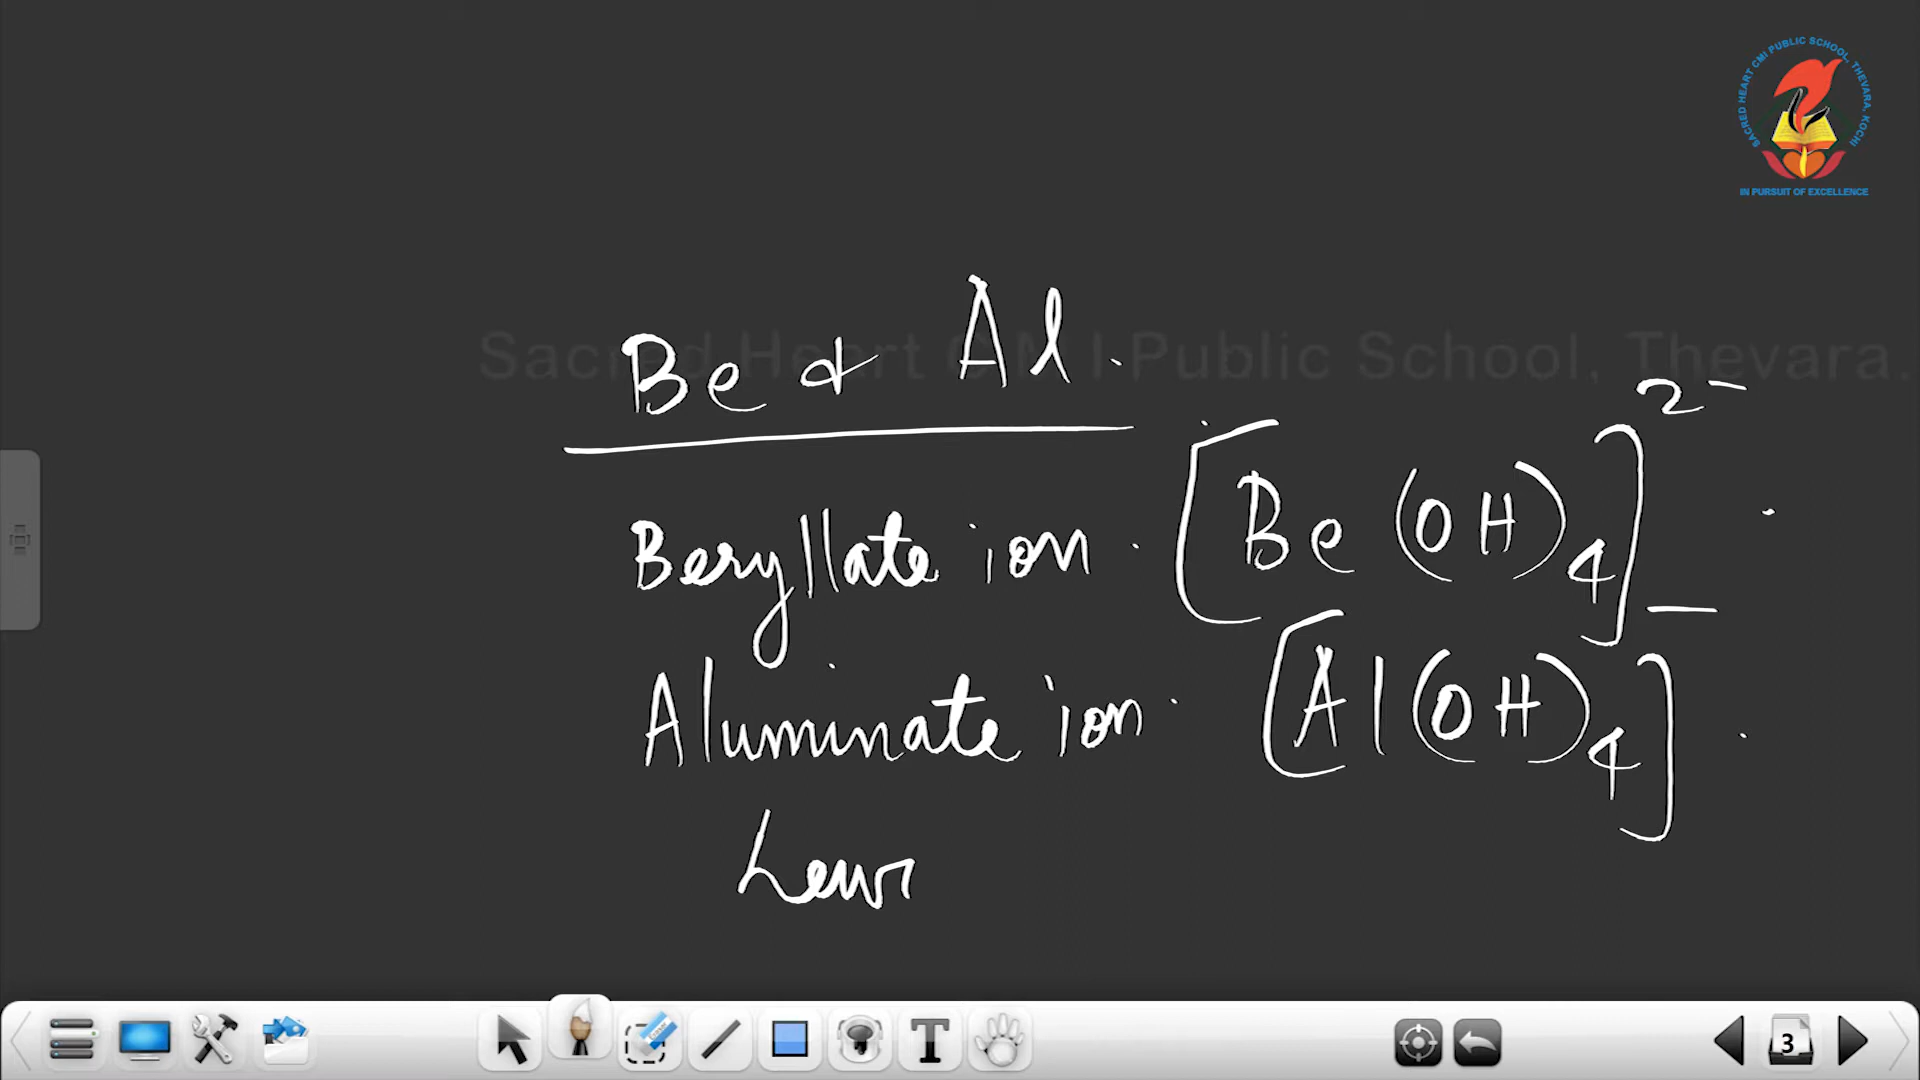 SACRED HEART CMI PUBLIC SCHOOL, THEVARA, KOCHI
IN PURSUIT OF EXCELLENCE
Sacred Heart CMI Public School, Thevara.
Be & Al.
Beryllate ion. [Be(OH)₄]²⁻.
Aluminate ion. [Al(OH)₄]⁻.
Lewi
T
3